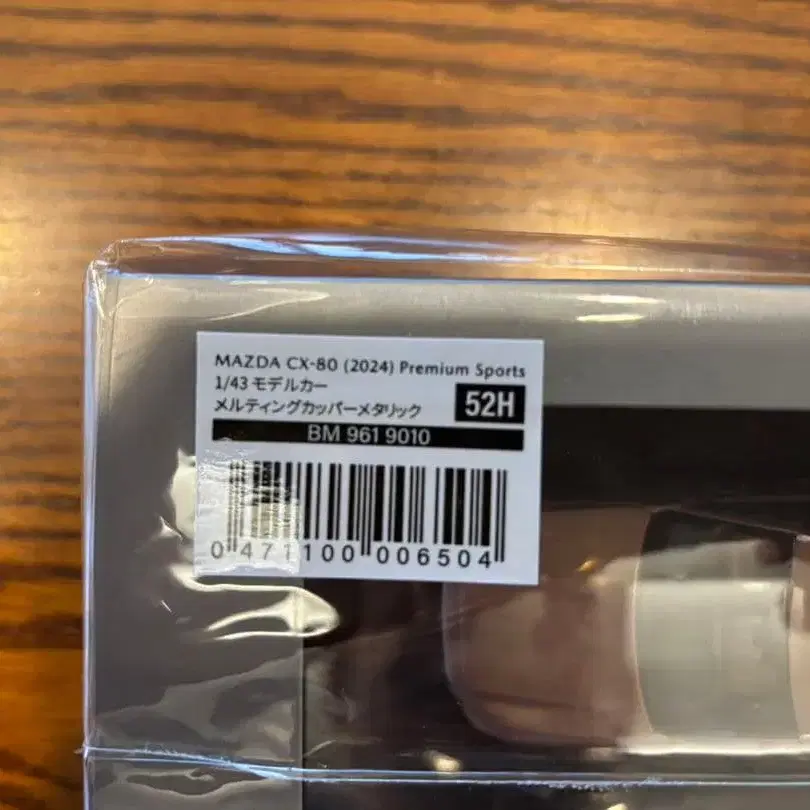 MAZDA CX-80 (2024) Premium Sports
1/43 モデルカー
メルティングカッパーメタリック
52H
BM 961 9010
0 471100 006504